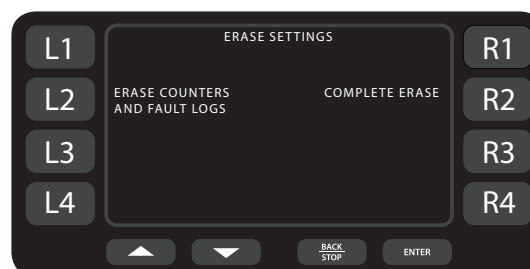 ERASE SETTINGS
L1
R1
L2
ERASE COUNTERS
AND FAULT LOGS
COMPLETE ERASE
R2
L3
R3
L4
R4
BACK
STOP
ENTER